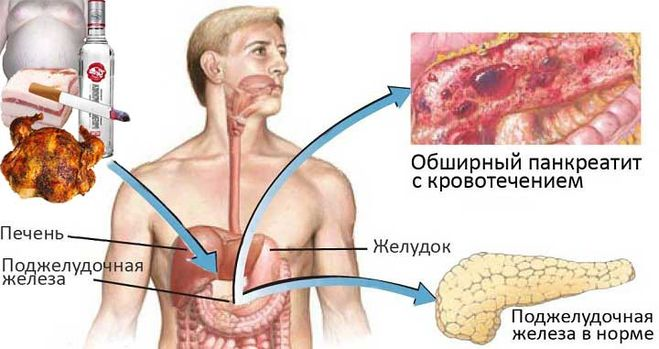 Обширный панкреатит
с кровотечением
Печень
Желудок
Поджелудочная
железа
Поджелудочная
железа в норме